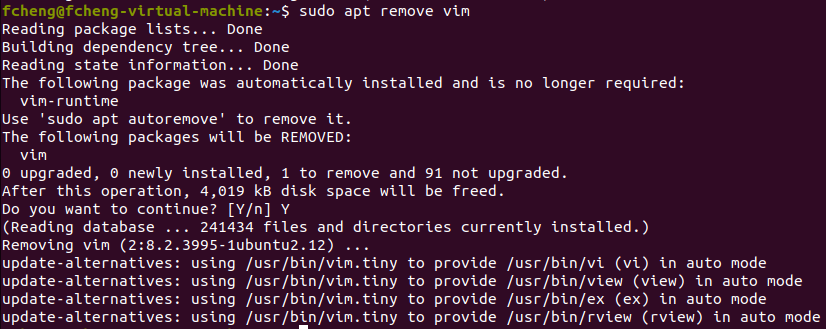 fcheng@fcheng-virtual-machine:~$ sudo apt remove vim
Reading package lists... Done
Building dependency tree... Done
Reading state information... Done
The following package was automatically installed and is no longer required:
  vim-runtime
Use 'sudo apt autoremove' to remove it.
The following packages will be REMOVED:
  vim
0 upgraded, 0 newly installed, 1 to remove and 91 not upgraded.
After this operation, 4,019 kB disk space will be freed.
Do you want to continue? [Y/n] Y
(Reading database ... 241434 files and directories currently installed.)
Removing vim (2:8.2.3995-1ubuntu2.12) ...
update-alternatives: using /usr/bin/vim.tiny to provide /usr/bin/vi (vi) in auto mode
update-alternatives: using /usr/bin/vim.tiny to provide /usr/bin/view (view) in auto mode
update-alternatives: using /usr/bin/vim.tiny to provide /usr/bin/ex (ex) in auto mode
update-alternatives: using /usr/bin/vim.tiny to provide /usr/bin/rview (rview) in auto mode